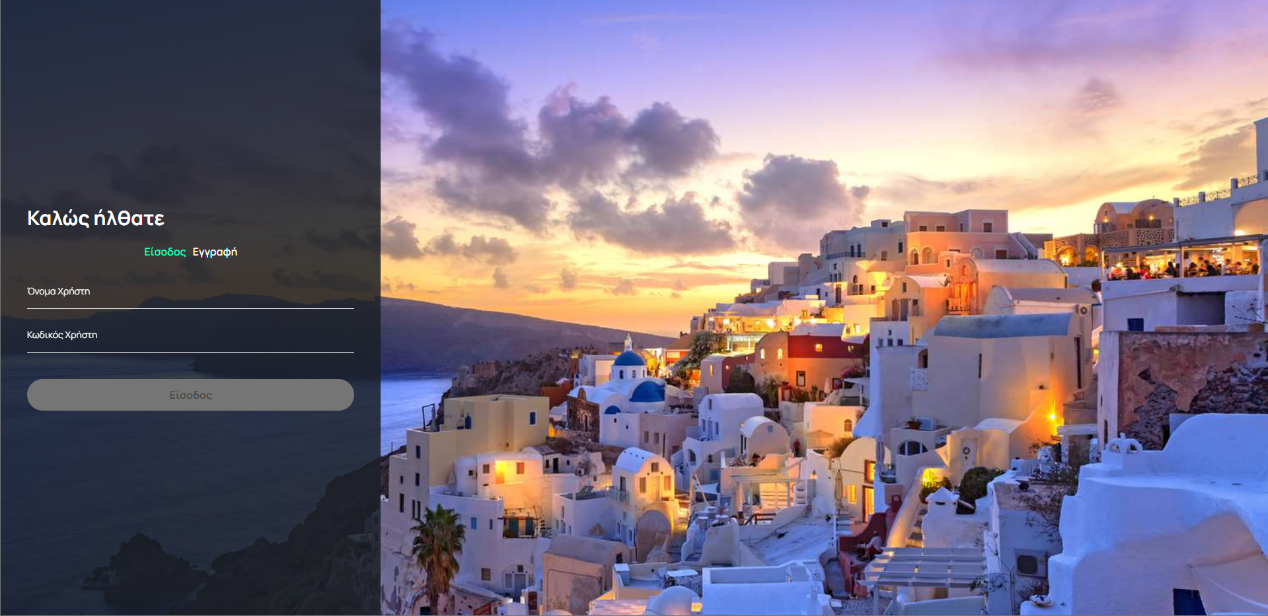 Καλώς ήλθατε
Είσοδος Εγγραφή
Όνομα Χρήστη
Κωδικός Χρήστη
Είσοδος